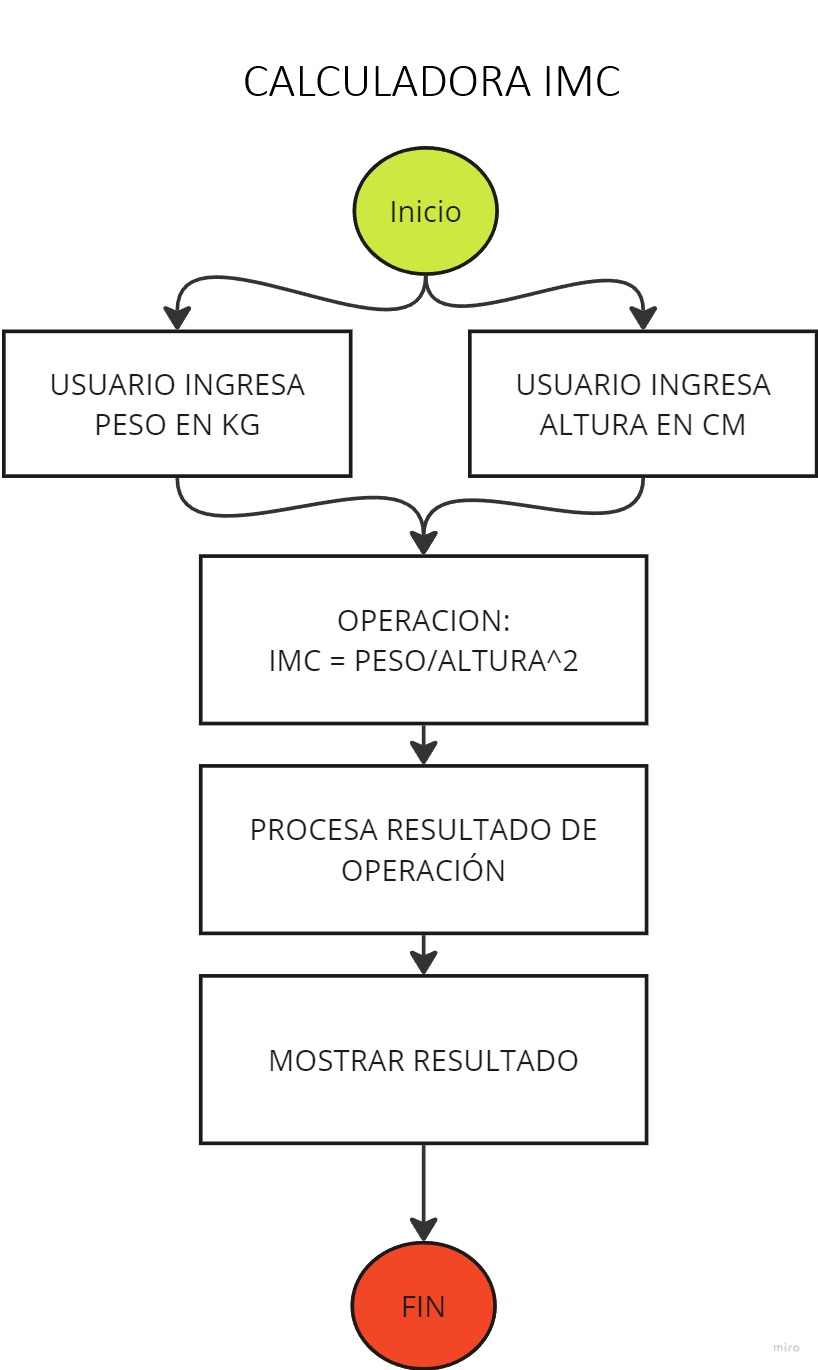 CALCULADORA IMC
Inicio
USUARIO INGRESA
PESO EN KG
USUARIO INGRESA
ALTURA EN CM
OPERACION:
IMC = PESO/ALTURA^2
PROCESA RESULTADO DE
OPERACIÓN
MOSTRAR RESULTADO
FIN
miro